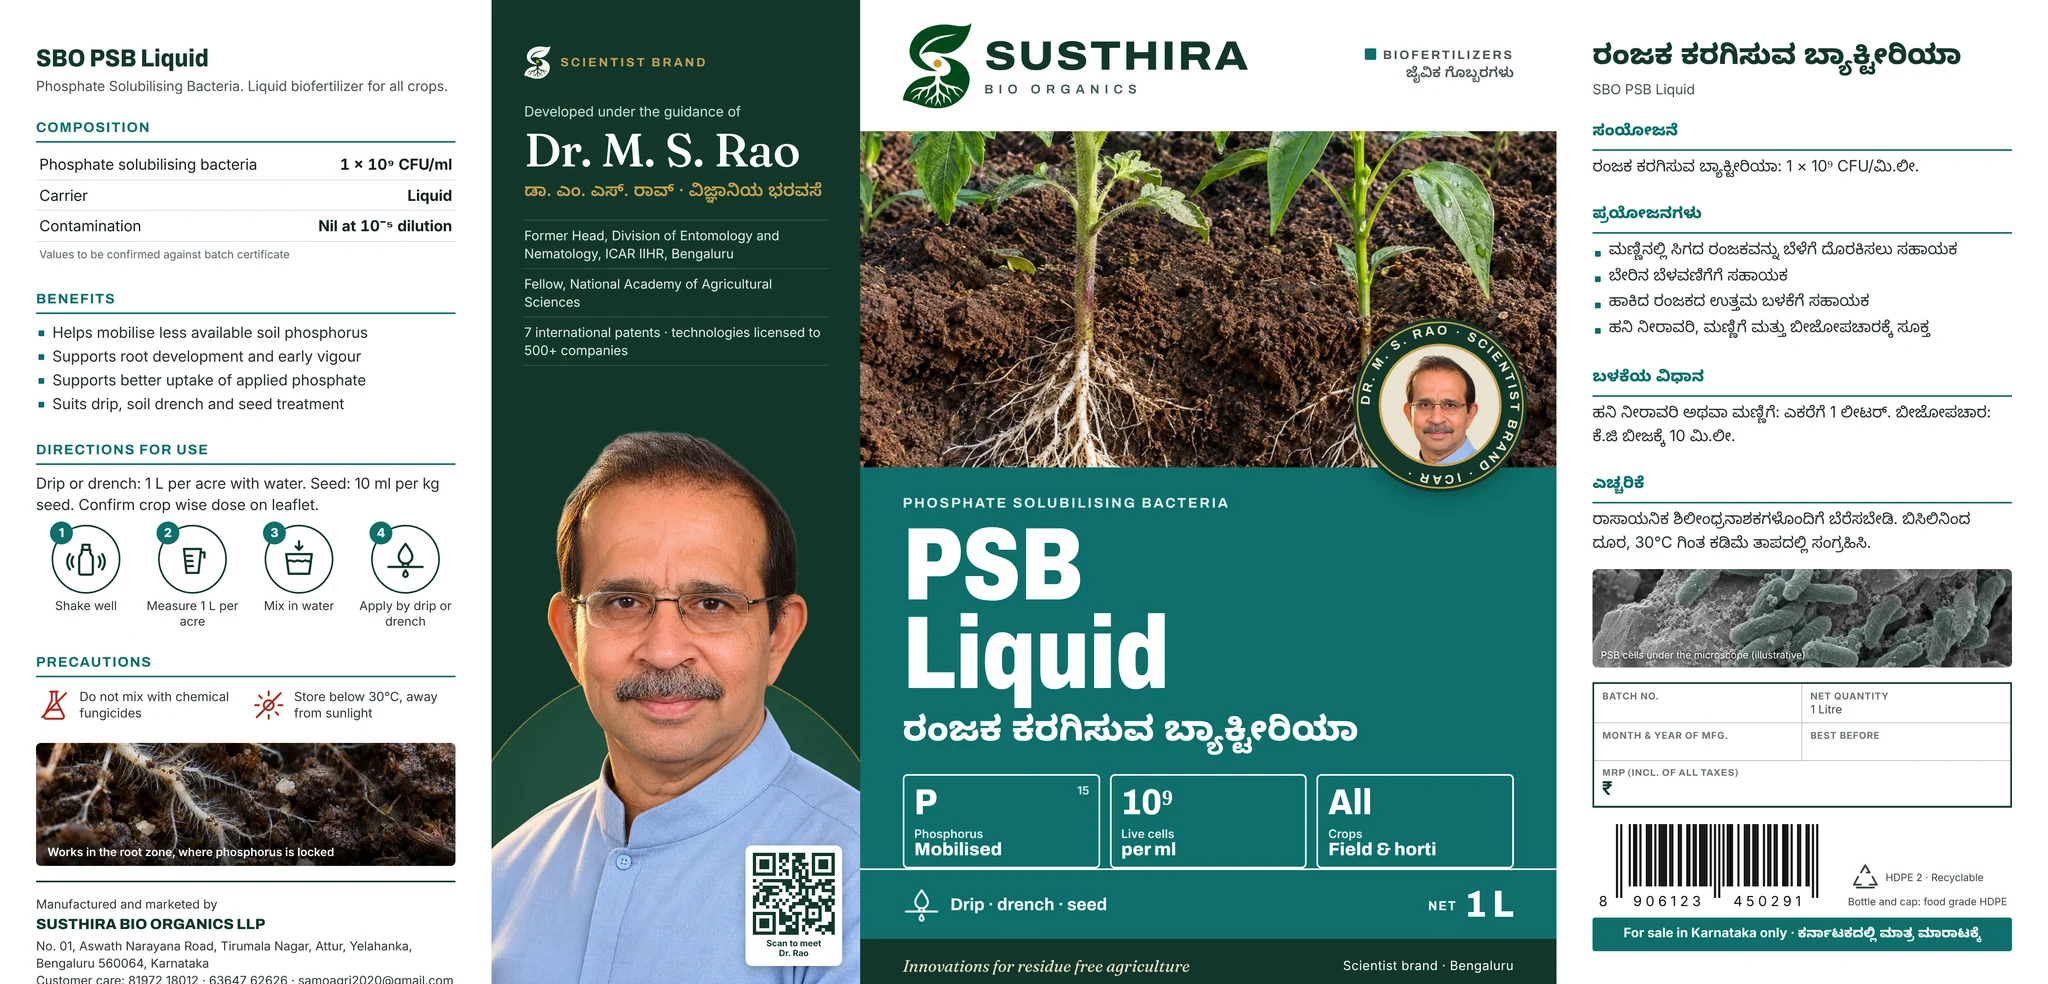 SBO PSB Liquid
Phosphate Solubilising Bacteria. Liquid biofertilizer for all crops.
COMPOSITION
Phosphate solubilising bacteria 1 × 10⁹ CFU/ml
Carrier Liquid
Contamination Nil at 10⁻⁵ dilution
Values to be confirmed against batch certificate
BENEFITS
Helps mobilise less available soil phosphorus
Supports root development and early vigour
Supports better uptake of applied phosphate
Suits drip, soil drench and seed treatment
DIRECTIONS FOR USE
Drip or drench: 1 L per acre with water. Seed: 10 ml per kg
seed. Confirm crop wise dose on leaflet.
1 2 3 4
Shake well
Measure 1 L per
acre
Mix in water
Apply by drip or
drench
PRECAUTIONS
Do not mix with chemical
fungicides
Store below 30°C, away
from sunlight
Works in the root zone, where phosphorus is locked
Manufactured and marketed by
SUSTHIRA BIO ORGANICS LLP
No. 01, Aswath Narayana Road, Tirumala Nagar, Attur, Yelahanka,
Bengaluru 560064, Karnataka
Customer care: 81972 18012 · 63647 62626 · samoagri2020@gmail.com
SCIENTIST BRAND
Developed under the guidance of
Dr. M. S. Rao
ಡಾ. ಎಂ. ಎಸ್. ರಾವ್ · ವಿಜ್ಞಾನಿಯ ಭರವಸೆ
Former Head, Division of Entomology and
Nematology, ICAR IIHR, Bengaluru
Fellow, National Academy of Agricultural
Sciences
7 international patents · technologies licensed to
500+ companies
Scan to meet
Dr. Rao
SUSTHIRA
BIO ORGANICS
BIOFERTILIZERS
ಜೈವಿಕ ಗೊಬ್ಬರಗಳು
DR. M. S. RAO · SCIENTIST BRAND · ICAR ·
PHOSPHATE SOLUBILISING BACTERIA
PSB
Liquid
ರಂಜಕ ಕರಗಿಸುವ ಬ್ಯಾಕ್ಟೀರಿಯಾ
P 15
Phosphorus
Mobilised
10⁹
Live cells
per ml
All
Crops
Field & horti
Drip · drench · seed
NET 1 L
Innovations for residue free agriculture
Scientist brand · Bengaluru
ರಂಜಕ ಕರಗಿಸುವ ಬ್ಯಾಕ್ಟೀರಿಯಾ
SBO PSB Liquid
ಸಂಯೋಜನೆ
ರಂಜಕ ಕರಗಿಸುವ ಬ್ಯಾಕ್ಟೀರಿಯಾ: 1 × 10⁹ CFU/ಮಿ.ಲೀ.
ಪ್ರಯೋಜನಗಳು
ಮಣ್ಣಿನಲ್ಲಿ ಸಿಗದ ರಂಜಕವನ್ನು ಬೆಳೆಗೆ ದೊರಕಿಸಲು ಸಹಾಯಕ
ಬೇರಿನ ಬೆಳವಣಿಗೆಗೆ ಸಹಾಯಕ
ಹಾಕಿದ ರಂಜಕದ ಉತ್ತಮ ಬಳಕೆಗೆ ಸಹಾಯಕ
ಹನಿ ನೀರಾವರಿ, ಮಣ್ಣಿಗೆ ಮತ್ತು ಬೀಜೋಪಚಾರಕ್ಕೆ ಸೂಕ್ತ
ಬಳಕೆಯ ವಿಧಾನ
ಹನಿ ನೀರಾವರಿ ಅಥವಾ ಮಣ್ಣಿಗೆ: ಎಕರೆಗೆ 1 ಲೀಟರ್. ಬೀಜೋಪಚಾರ:
ಕೆ.ಜಿ ಬೀಜಕ್ಕೆ 10 ಮಿ.ಲೀ.
ಎಚ್ಚರಿಕೆ
ರಾಸಾಯನಿಕ ಶಿಲೀಂಧ್ರನಾಶಕಗಳೊಂದಿಗೆ ಬೆರೆಸಬೇಡಿ. ಬಿಸಿಲಿನಿಂದ
ದೂರ, 30°C ಗಿಂತ ಕಡಿಮೆ ತಾಪದಲ್ಲಿ ಸಂಗ್ರಹಿಸಿ.
PSB cells under the microscope (illustrative)
BATCH NO.
NET QUANTITY
1 Litre
MONTH & YEAR OF MFG.
BEST BEFORE
MRP (INCL. OF ALL TAXES)
₹
8 906123 450291
HDPE 2 · Recyclable
Bottle and cap: food grade HDPE
For sale in Karnataka only · ಕರ್ನಾಟಕದಲ್ಲಿ ಮಾತ್ರ ಮಾರಾಟಕ್ಕೆ